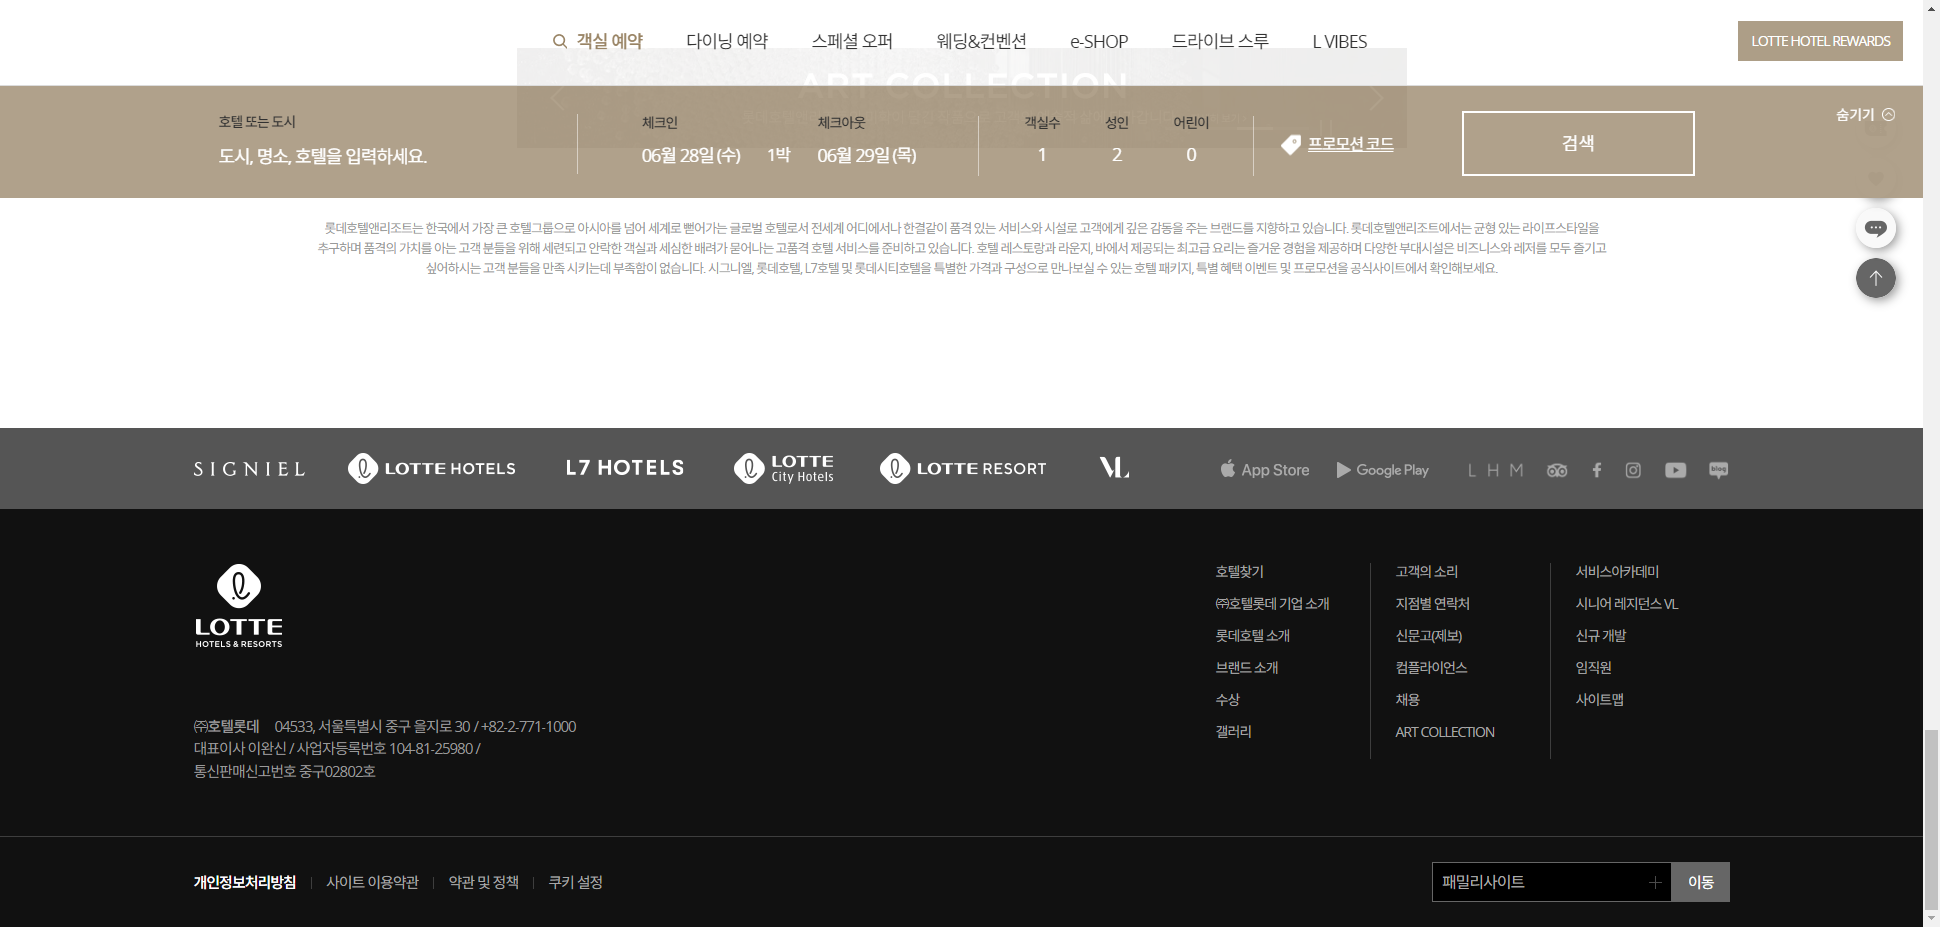 객실 예약
다이닝 예약
스페셜 오퍼
웨딩&컨벤션
e-SHOP
드라이브 스루
L VIBES
LOTTE HOTEL REWARDS
ART COLLECTION
호텔 또는 도시
도시, 명소, 호텔을 입력하세요.
체크인
06월 28일 (수)
1박
체크아웃
06월 29일 (목)
객실수
1
성인
2
어린이
0
프로모션 코드
검색
숨기기
롯데호텔앤리조트는 한국에서 가장 큰 호텔그룹으로 아시아를 넘어 세계로 뻗어가는 글로벌 호텔로서 전세계 어디에서나 한결같이 품격 있는 서비스와 시설로 고객에게 깊은 감동을 주는 브랜드를 지향하고 있습니다. 롯데호텔앤리조트에서는 균형 있는 라이프스타일을
추구하며 품격의 가치를 아는 고객 분들을 위해 세련되고 안락한 객실과 세심한 배려가 묻어나는 고품격 호텔 서비스를 준비하고 있습니다. 호텔 레스토랑과 라운지, 바에서 제공되는 최고급 요리는 즐거운 경험을 제공하며 다양한 부대시설은 비즈니스와 레저를 모두 즐기고
싶어하시는 고객 분들을 만족 시키는데 부족함이 없습니다. 시그니엘, 롯데호텔, L7호텔 및 롯데시티호텔을 특별한 가격과 구성으로 만나보실 수 있는 호텔 패키지, 특별 혜택 이벤트 및 프로모션을 공식사이트에서 확인해보세요.
SIGNIEL
LOTTE HOTELS
L7 HOTELS
LOTTE
City Hotels
LOTTE RESORT
VL
App Store
Google Play
L H M
blog
LOTTE
HOTELS & RESORTS
㈜호텔롯데 04533, 서울특별시 중구 을지로 30 / +82-2-771-1000
대표이사 이완신 / 사업자등록번호 104-81-25980 /
통신판매신고번호 중구02802호
호텔찾기
㈜호텔롯데 기업 소개
롯데호텔 소개
브랜드 소개
수상
갤러리
고객의 소리
지점별 연락처
신문고(제보)
컴플라이언스
채용
ART COLLECTION
서비스아카데미
시니어 레지던스 VL
신규 개발
임직원
사이트맵
개인정보처리방침
사이트 이용약관
약관 및 정책
쿠키 설정
패밀리사이트
이동